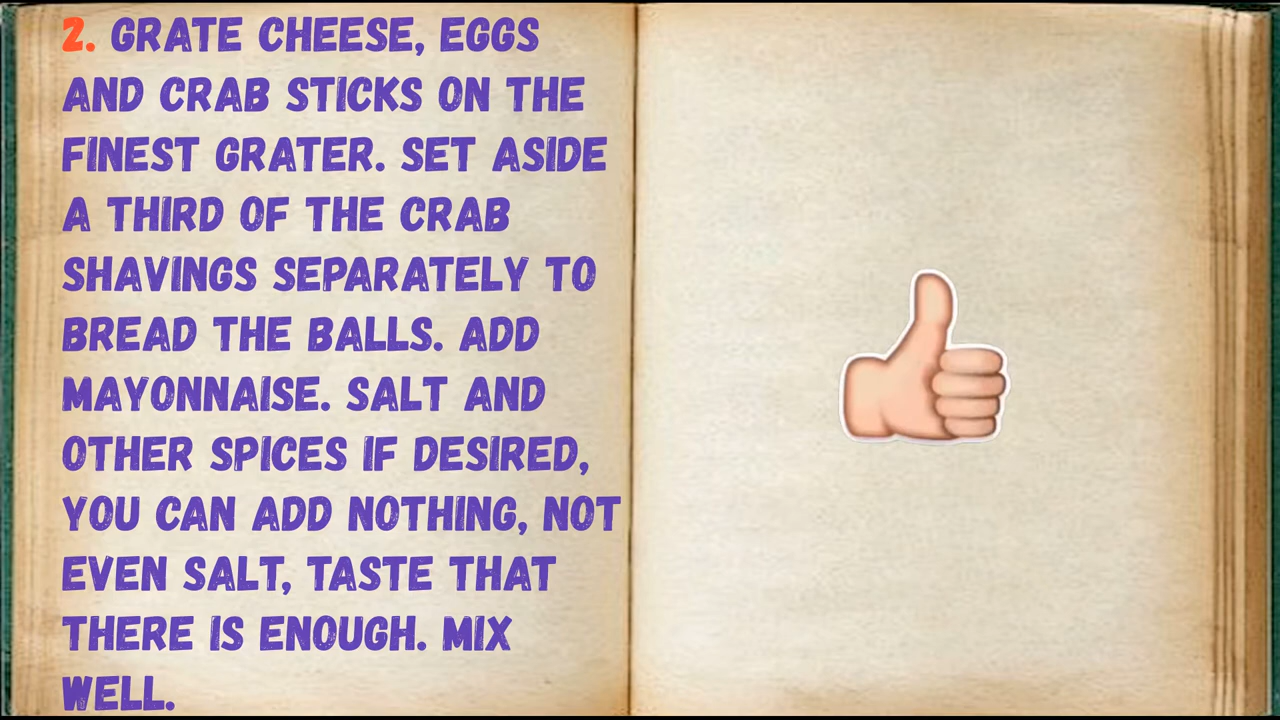 2. GRATE CHEESE, EGGS
AND CRAB STICKS ON THE
FINEST GRATER. SET ASIDE
A THIRD OF THE CRAB
SHAVINGS SEPARATELY TO
BREAD THE BALLS. ADD
MAYONNAISE. SALT AND
OTHER SPICES IF DESIRED,
YOU CAN ADD NOTHING, NOT
EVEN SALT, TASTE THAT
THERE IS ENOUGH. MIX
WELL.